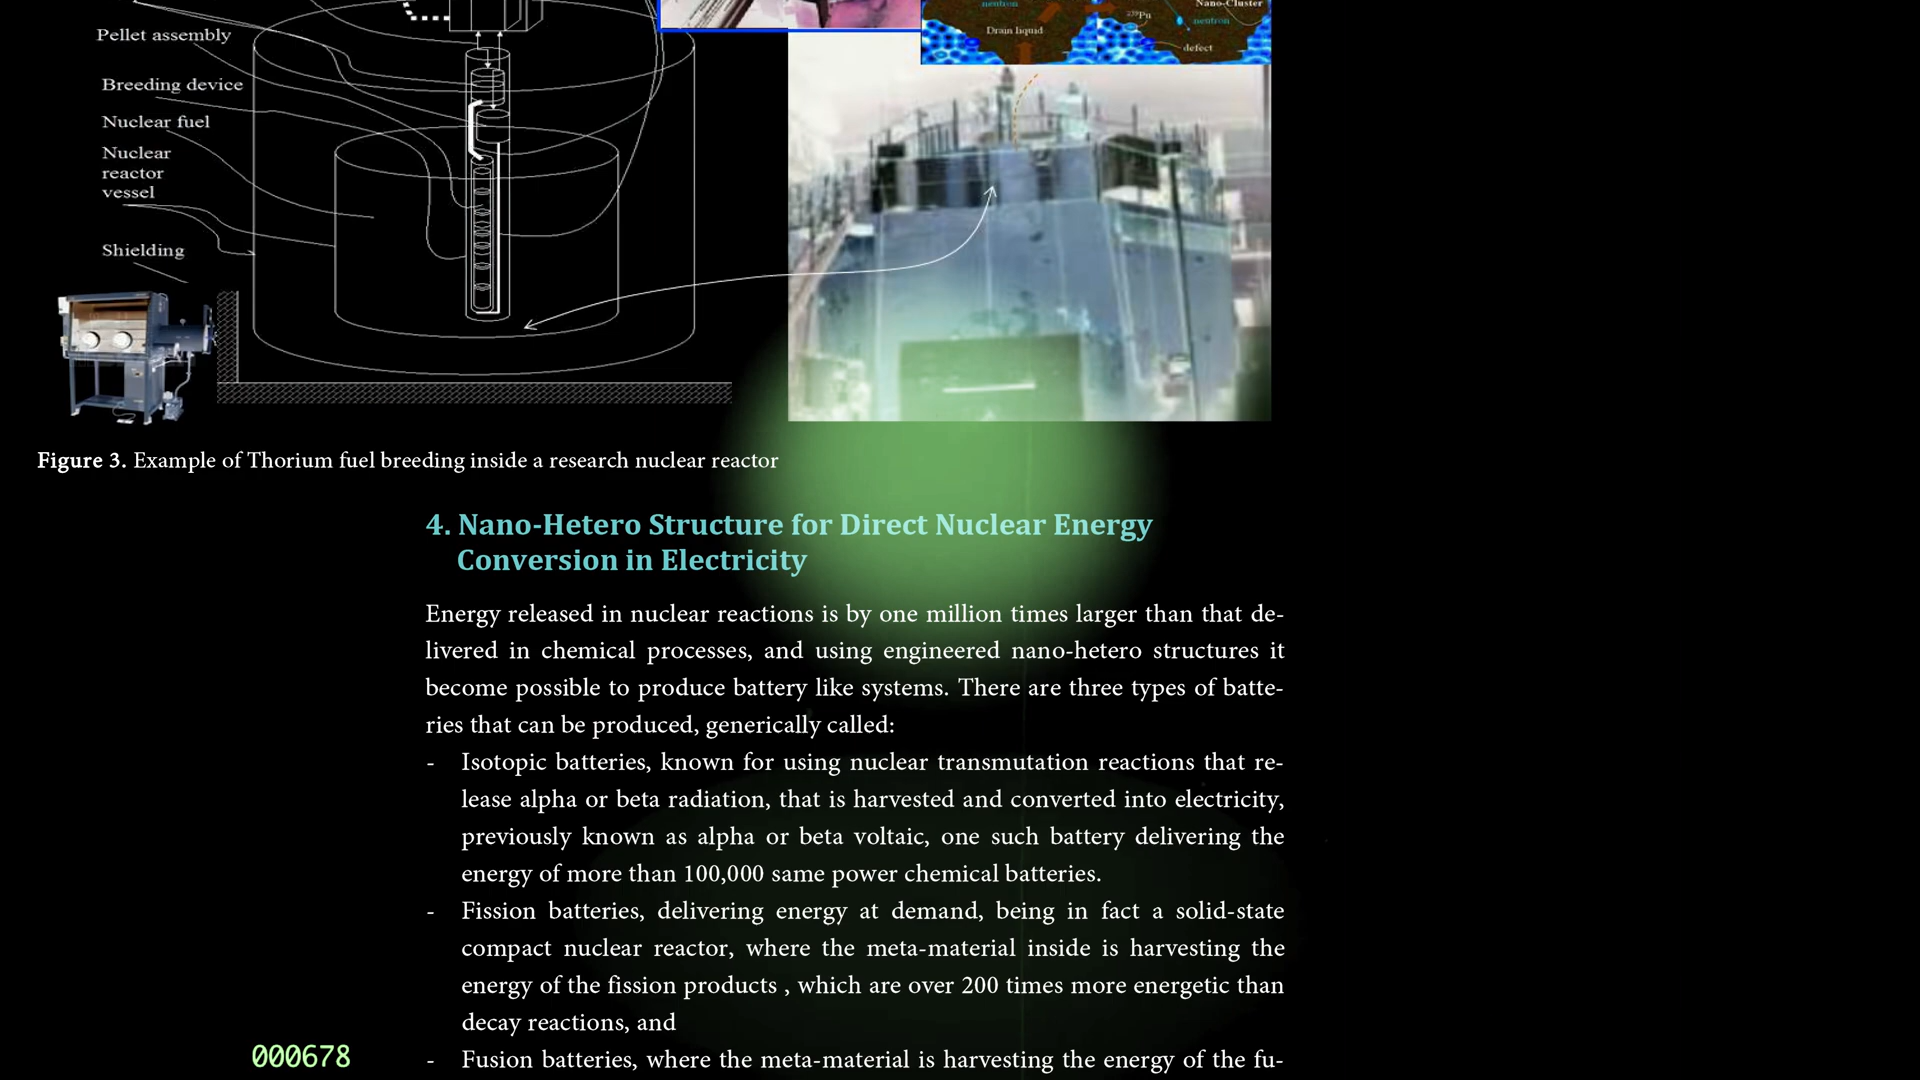 neutron
Nano-Cluster
239Pu
neutron
Drain liquid
defect
Pellet assembly
Breeding device
Nuclear fuel
Nuclear
reactor
vessel
Shielding
Figure 3. Example of Thorium fuel breeding inside a research nuclear reactor
4. Nano-Hetero Structure for Direct Nuclear Energy
Conversion in Electricity
Energy released in nuclear reactions is by one million times larger than that de-
livered in chemical processes, and using engineered nano-hetero structures it
become possible to produce battery like systems. There are three types of batte-
ries that can be produced, generically called:
- Isotopic batteries, known for using nuclear transmutation reactions that re-
lease alpha or beta radiation, that is harvested and converted into electricity,
previously known as alpha or beta voltaic, one such battery delivering the
energy of more than 100,000 same power chemical batteries.
- Fission batteries, delivering energy at demand, being in fact a solid-state
compact nuclear reactor, where the meta-material inside is harvesting the
energy of the fission products , which are over 200 times more energetic than
decay reactions, and
- Fusion batteries, where the meta-material is harvesting the energy of the fu-
000678